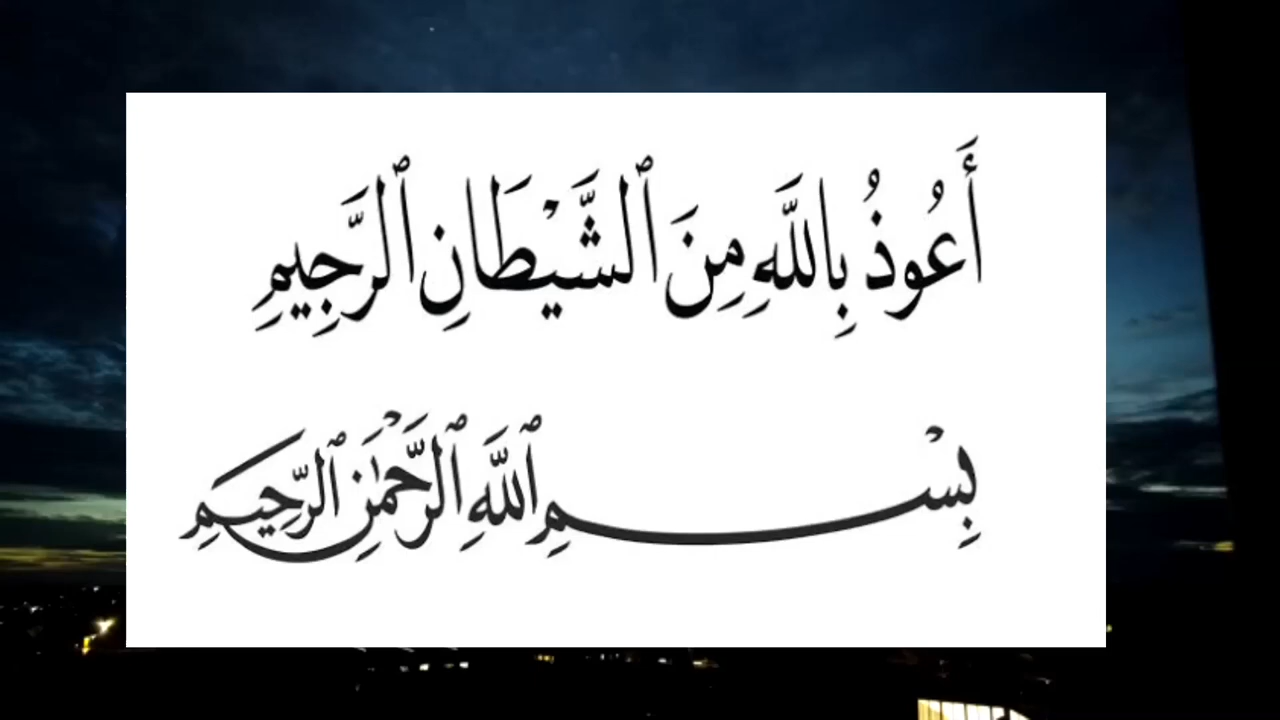 أَعُوذُ بِاللَّهِ مِنَ ٱلشَّيْطَانِ ٱلرَّجِيمِ
بِسْمِ ٱللَّهِ ٱلرَّحْمَٰنِ ٱلرَّحِيمِ